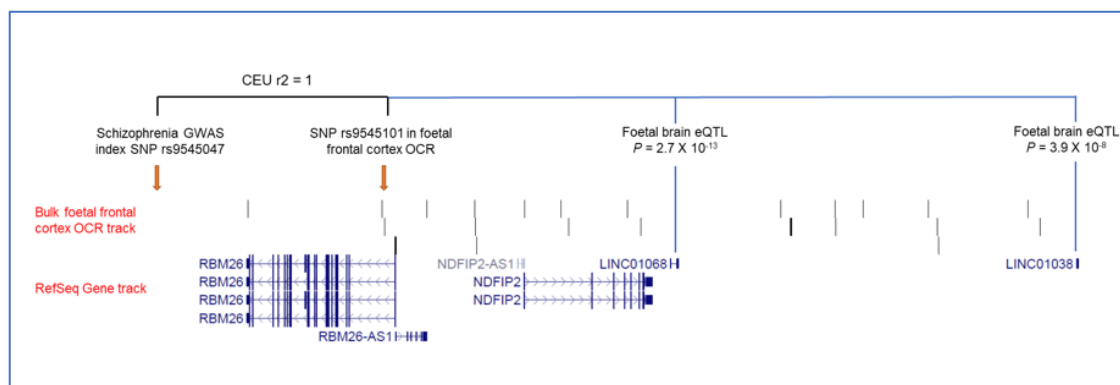 CEU r2 = 1
Schizophrenia GWAS
index SNP rs9545047
SNP rs9545101 in foetal
frontal cortex OCR
Foetal brain eQTL
P = 2.7 X 10⁻¹³
Foetal brain eQTL
P = 3.9 X 10⁻⁸
Bulk foetal frontal
cortex OCR track
RefSeq Gene track
RBM26
NDFIP2-AS1
LINC01068
LINC01038
RBM26
NDFIP2
RBM26
NDFIP2
RBM26
RBM26-AS1